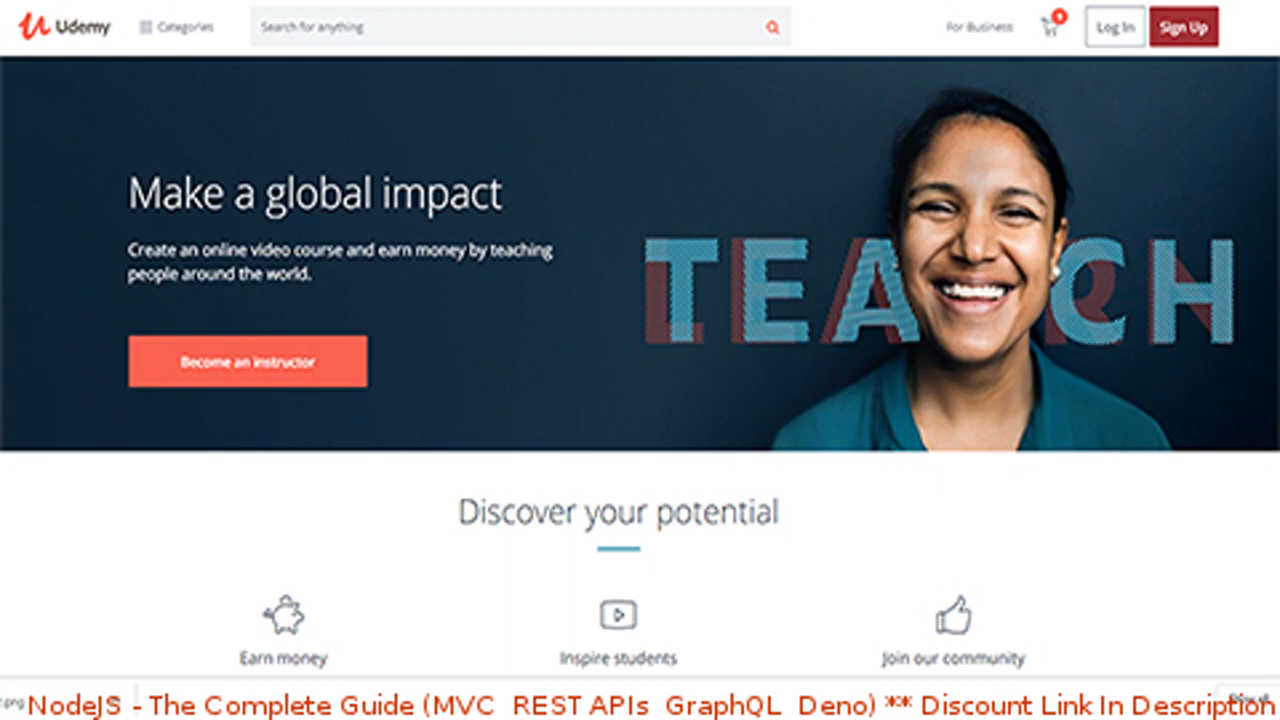 Udemy
Categories
Search for anything
For Business
Log In
Sign Up
Make a global impact
Create an online video course and earn money by teaching
people around the world.
TEACH
Become an instructor
Discover your potential
Earn money
Inspire students
Join our community
NodeJS - The Complete Guide (MVC REST APIs GraphQL Deno) ** Discount Link In Description